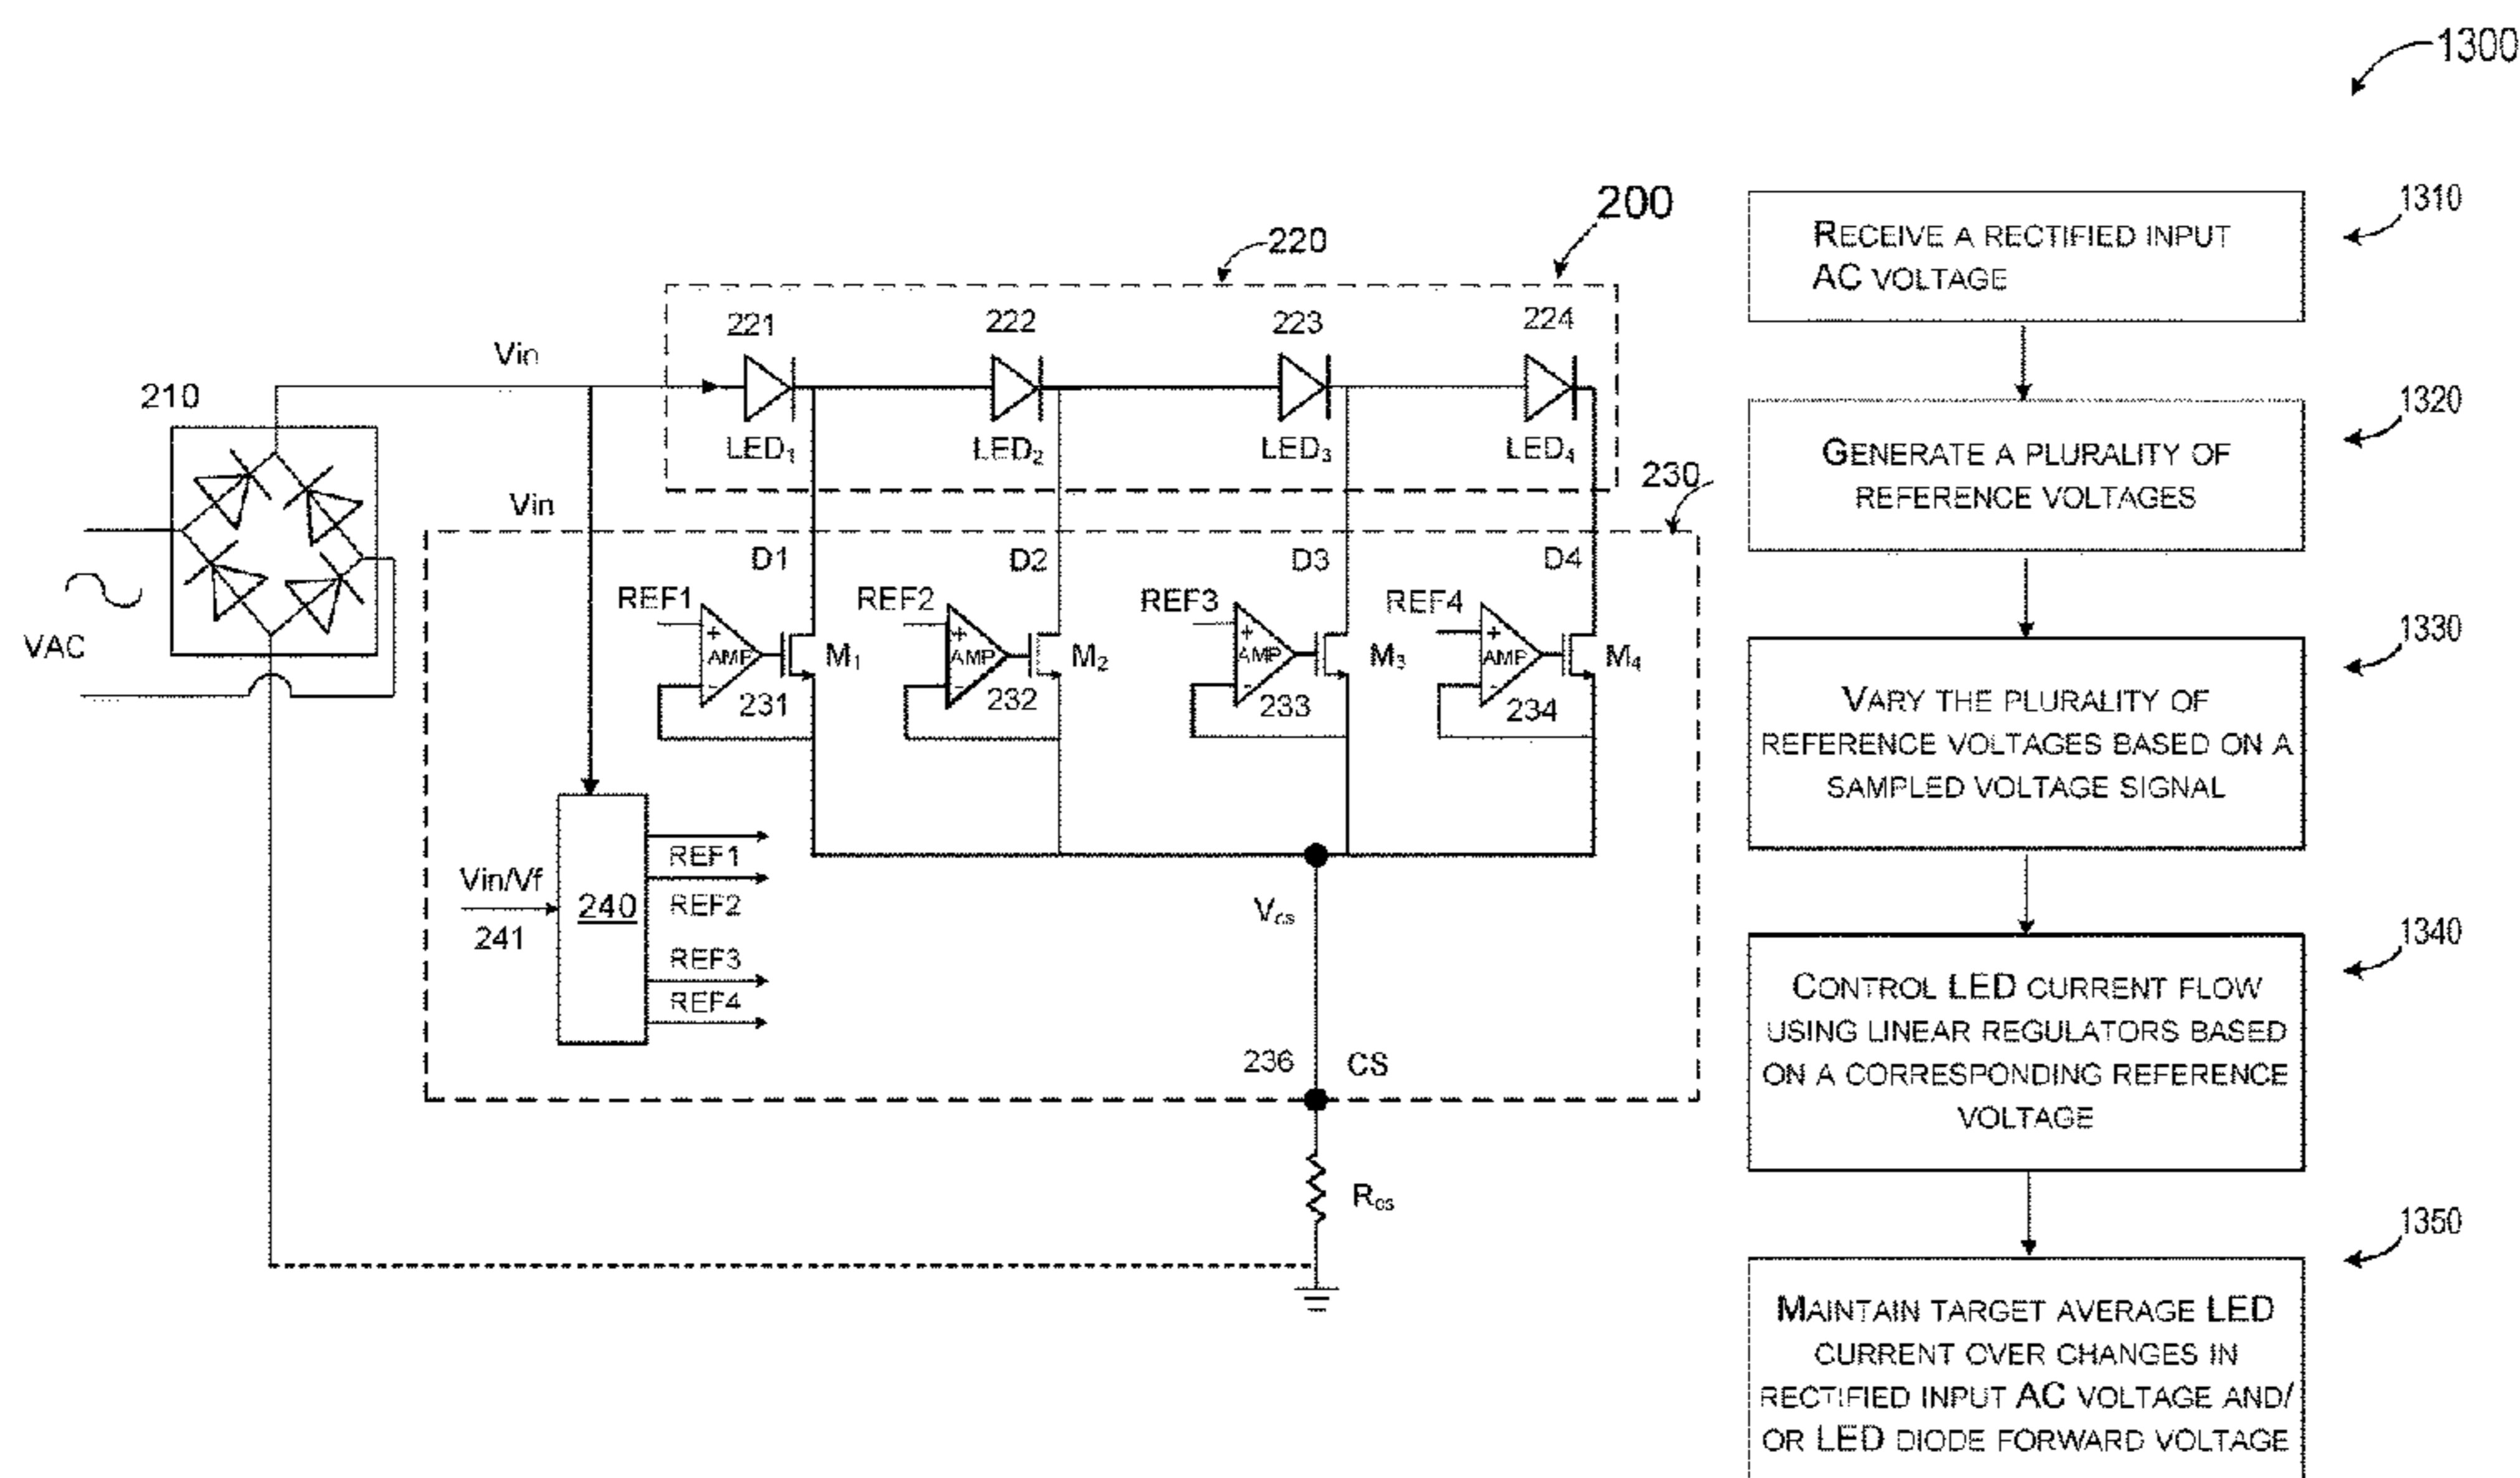 1300
200
220
221
222
223
224
Vin
LED₁
LED₂
LED₃
LED₄
210
VAC
230
Vin
D1
D2
D3
D4
REF1
REF2
REF3
REF4
+
AMP
-
+
AMP
-
+
AMP
-
+
AMP
-
M₁
M₂
M₃
M₄
231
232
233
234
Vin/Vf
241
240
REF1
REF2
REF3
REF4
Vcs
236
CS
Rcs
1310
RECEIVE A RECTIFIED INPUT
AC VOLTAGE
1320
GENERATE A PLURALITY OF
REFERENCE VOLTAGES
1330
VARY THE PLURALITY OF
REFERENCE VOLTAGES BASED ON A
SAMPLED VOLTAGE SIGNAL
1340
CONTROL LED CURRENT FLOW
USING LINEAR REGULATORS BASED
ON A CORRESPONDING REFERENCE
VOLTAGE
1350
MAINTAIN TARGET AVERAGE LED
CURRENT OVER CHANGES IN
RECTIFIED INPUT AC VOLTAGE AND/
OR LED DIODE FORWARD VOLTAGE